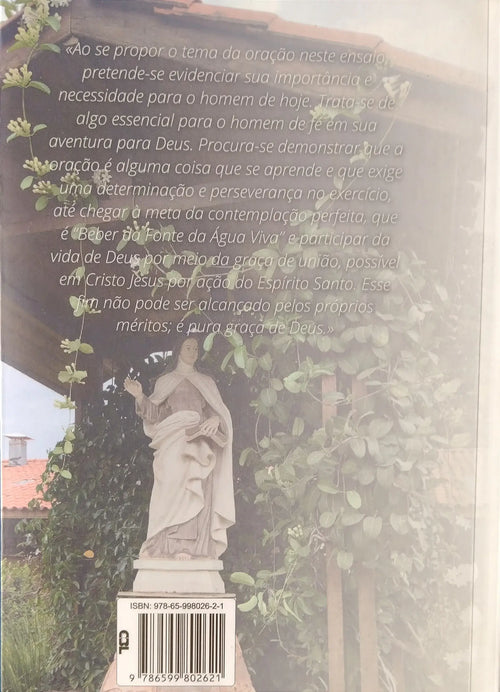 «Ao se propor o tema da oração neste ensaio,
pretende-se evidenciar sua importância e
necessidade para o homem de hoje. Trata-se de
algo essencial para o homem de fé em sua
aventura para Deus. Procura-se demonstrar que a
oração é alguma coisa que se aprende e que exige
uma determinação e perseverança no exercício,
até chegar à meta da contemplação perfeita, que
é “Beber da Fonte da Água Viva” e participar da
vida de Deus por meio da graça de união, possível
em Cristo Jesus por ação do Espírito Santo. Esse
fim não pode ser alcançado pelos próprios
méritos; é pura graça de Deus.»
ISBN: 978-65-998026-2-1
9 786599 802621